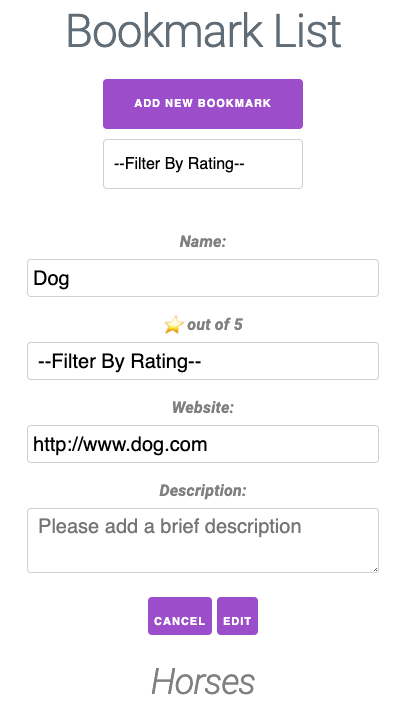 Bookmark List
ADD NEW BOOKMARK
--Filter By Rating--
Name:
Dog
⭐ out of 5
--Filter By Rating--
Website:
http://www.dog.com
Description:
Please add a brief description
CANCEL EDIT
Horses